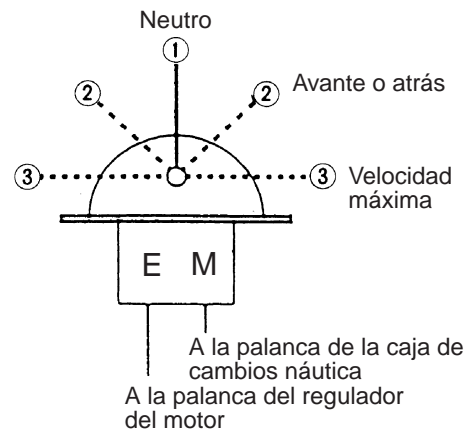 Neutro
①
② ② Avante o atrás
③ ③ Velocidad
máxima
E M
A la palanca de la caja de
cambios náutica
A la palanca del regulador
del motor